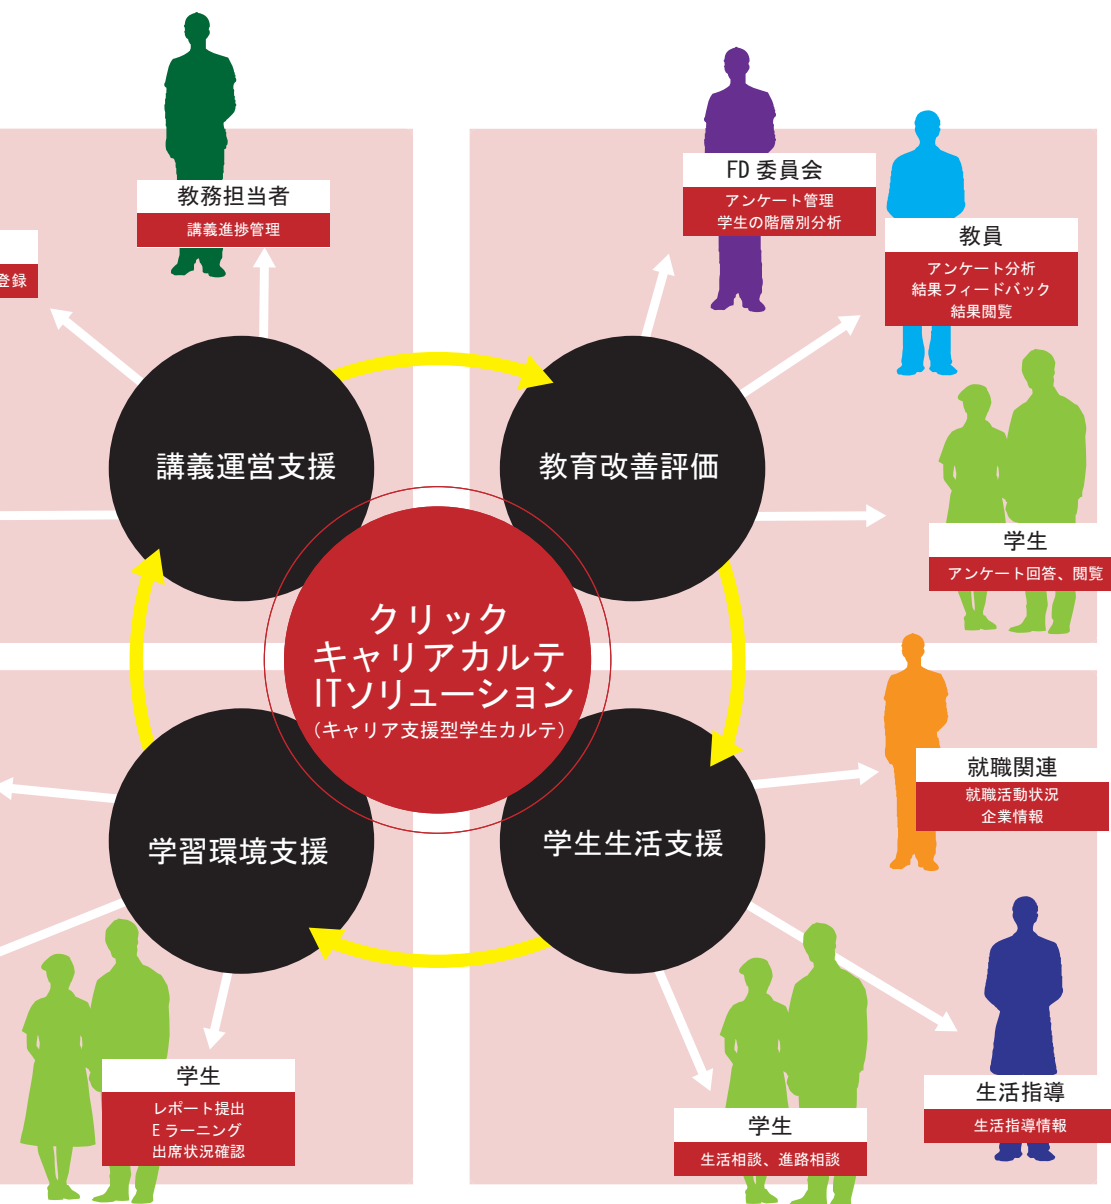 教務担当者
講義進捗管理
登録
FD 委員会
アンケート管理
学生の階層別分析
教員
アンケート分析
結果フィードバック
結果閲覧
講義運営支援
教育改善評価
学生
アンケート回答、閲覧
クリック
キャリアカルテ
ITソリューション
（キャリア支援型学生カルテ）
就職関連
就職活動状況
企業情報
学習環境支援
学生生活支援
学生
レポート提出
E ラーニング
出席状況確認
学生
生活相談、進路相談
生活指導
生活指導情報